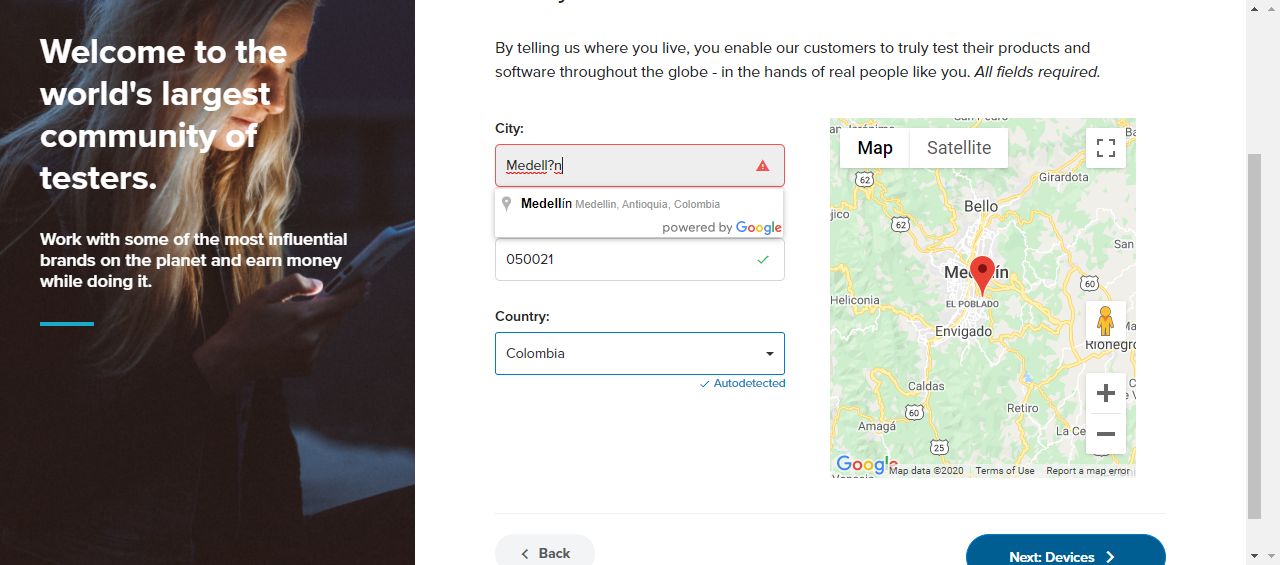 Welcome to the
world's largest
community of
testers.
Work with some of the most influential
brands on the planet and earn money
while doing it.
By telling us where you live, you enable our customers to truly test their products and
software throughout the globe - in the hands of real people like you. All fields required.
City:
Medell?n
Medellín Medellin, Antioquia, Colombia
powered by Google
050021
Country:
Colombia
Autodetected
Map Satellite
Girardota
62
Bello
62
San
Medellín
60
Heliconia
EL POBLADO
Envigado
Rionegro
Caldas
60
Retiro
Amagá
La Ce
25
Google
Map data ©2020 Terms of Use Report a map error
Back
Next: Devices